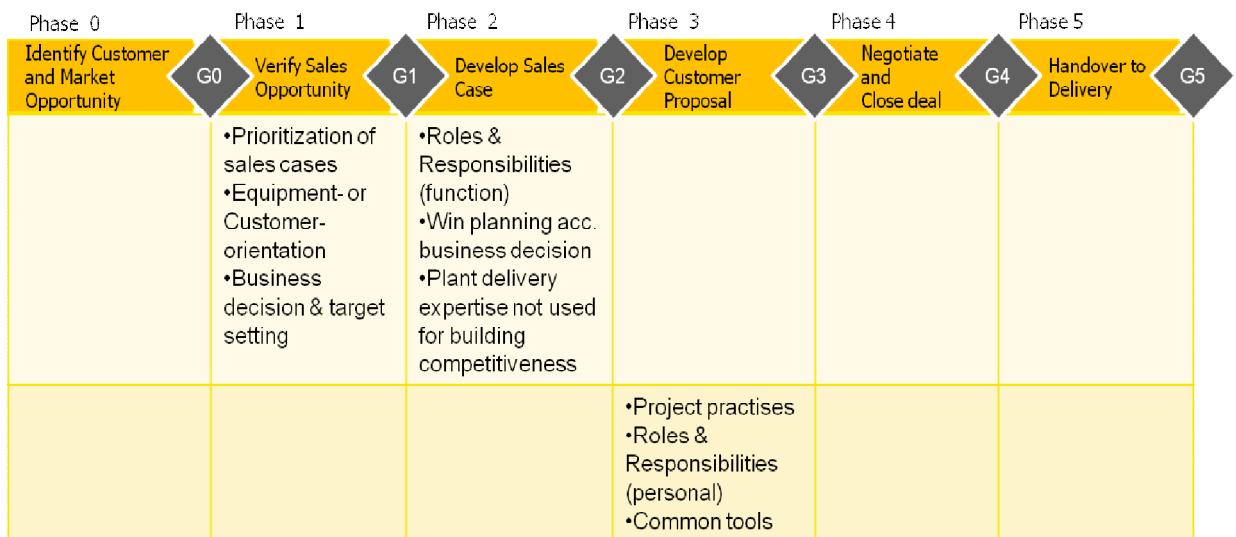 Phase 0
Phase 1
Phase 2
Phase 3
Phase 4
Phase 5
Identify Customer
and Market
Opportunity
G0
Verify Sales
Opportunity
G1
Develop Sales
Case
G2
Develop
Customer
Proposal
G3
Negotiate
and
Close deal
G4
Handover to
Delivery
G5
•Prioritization of
sales cases
•Equipment- or
Customer-
orientation
•Business
decision & target
setting
•Roles &
Responsibilities
(function)
•Win planning acc.
business decision
•Plant delivery
expertise not used
for building
competitiveness
•Project practises
•Roles &
Responsibilities
(personal)
•Common tools